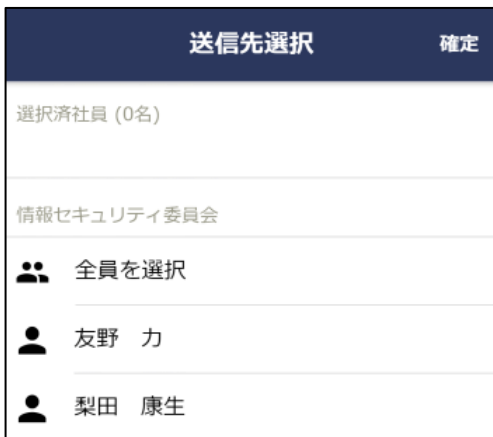 送信先選択 確定
選択済社員 (0名)
情報セキュリティ委員会
全員を選択
友野　力
梨田　康生